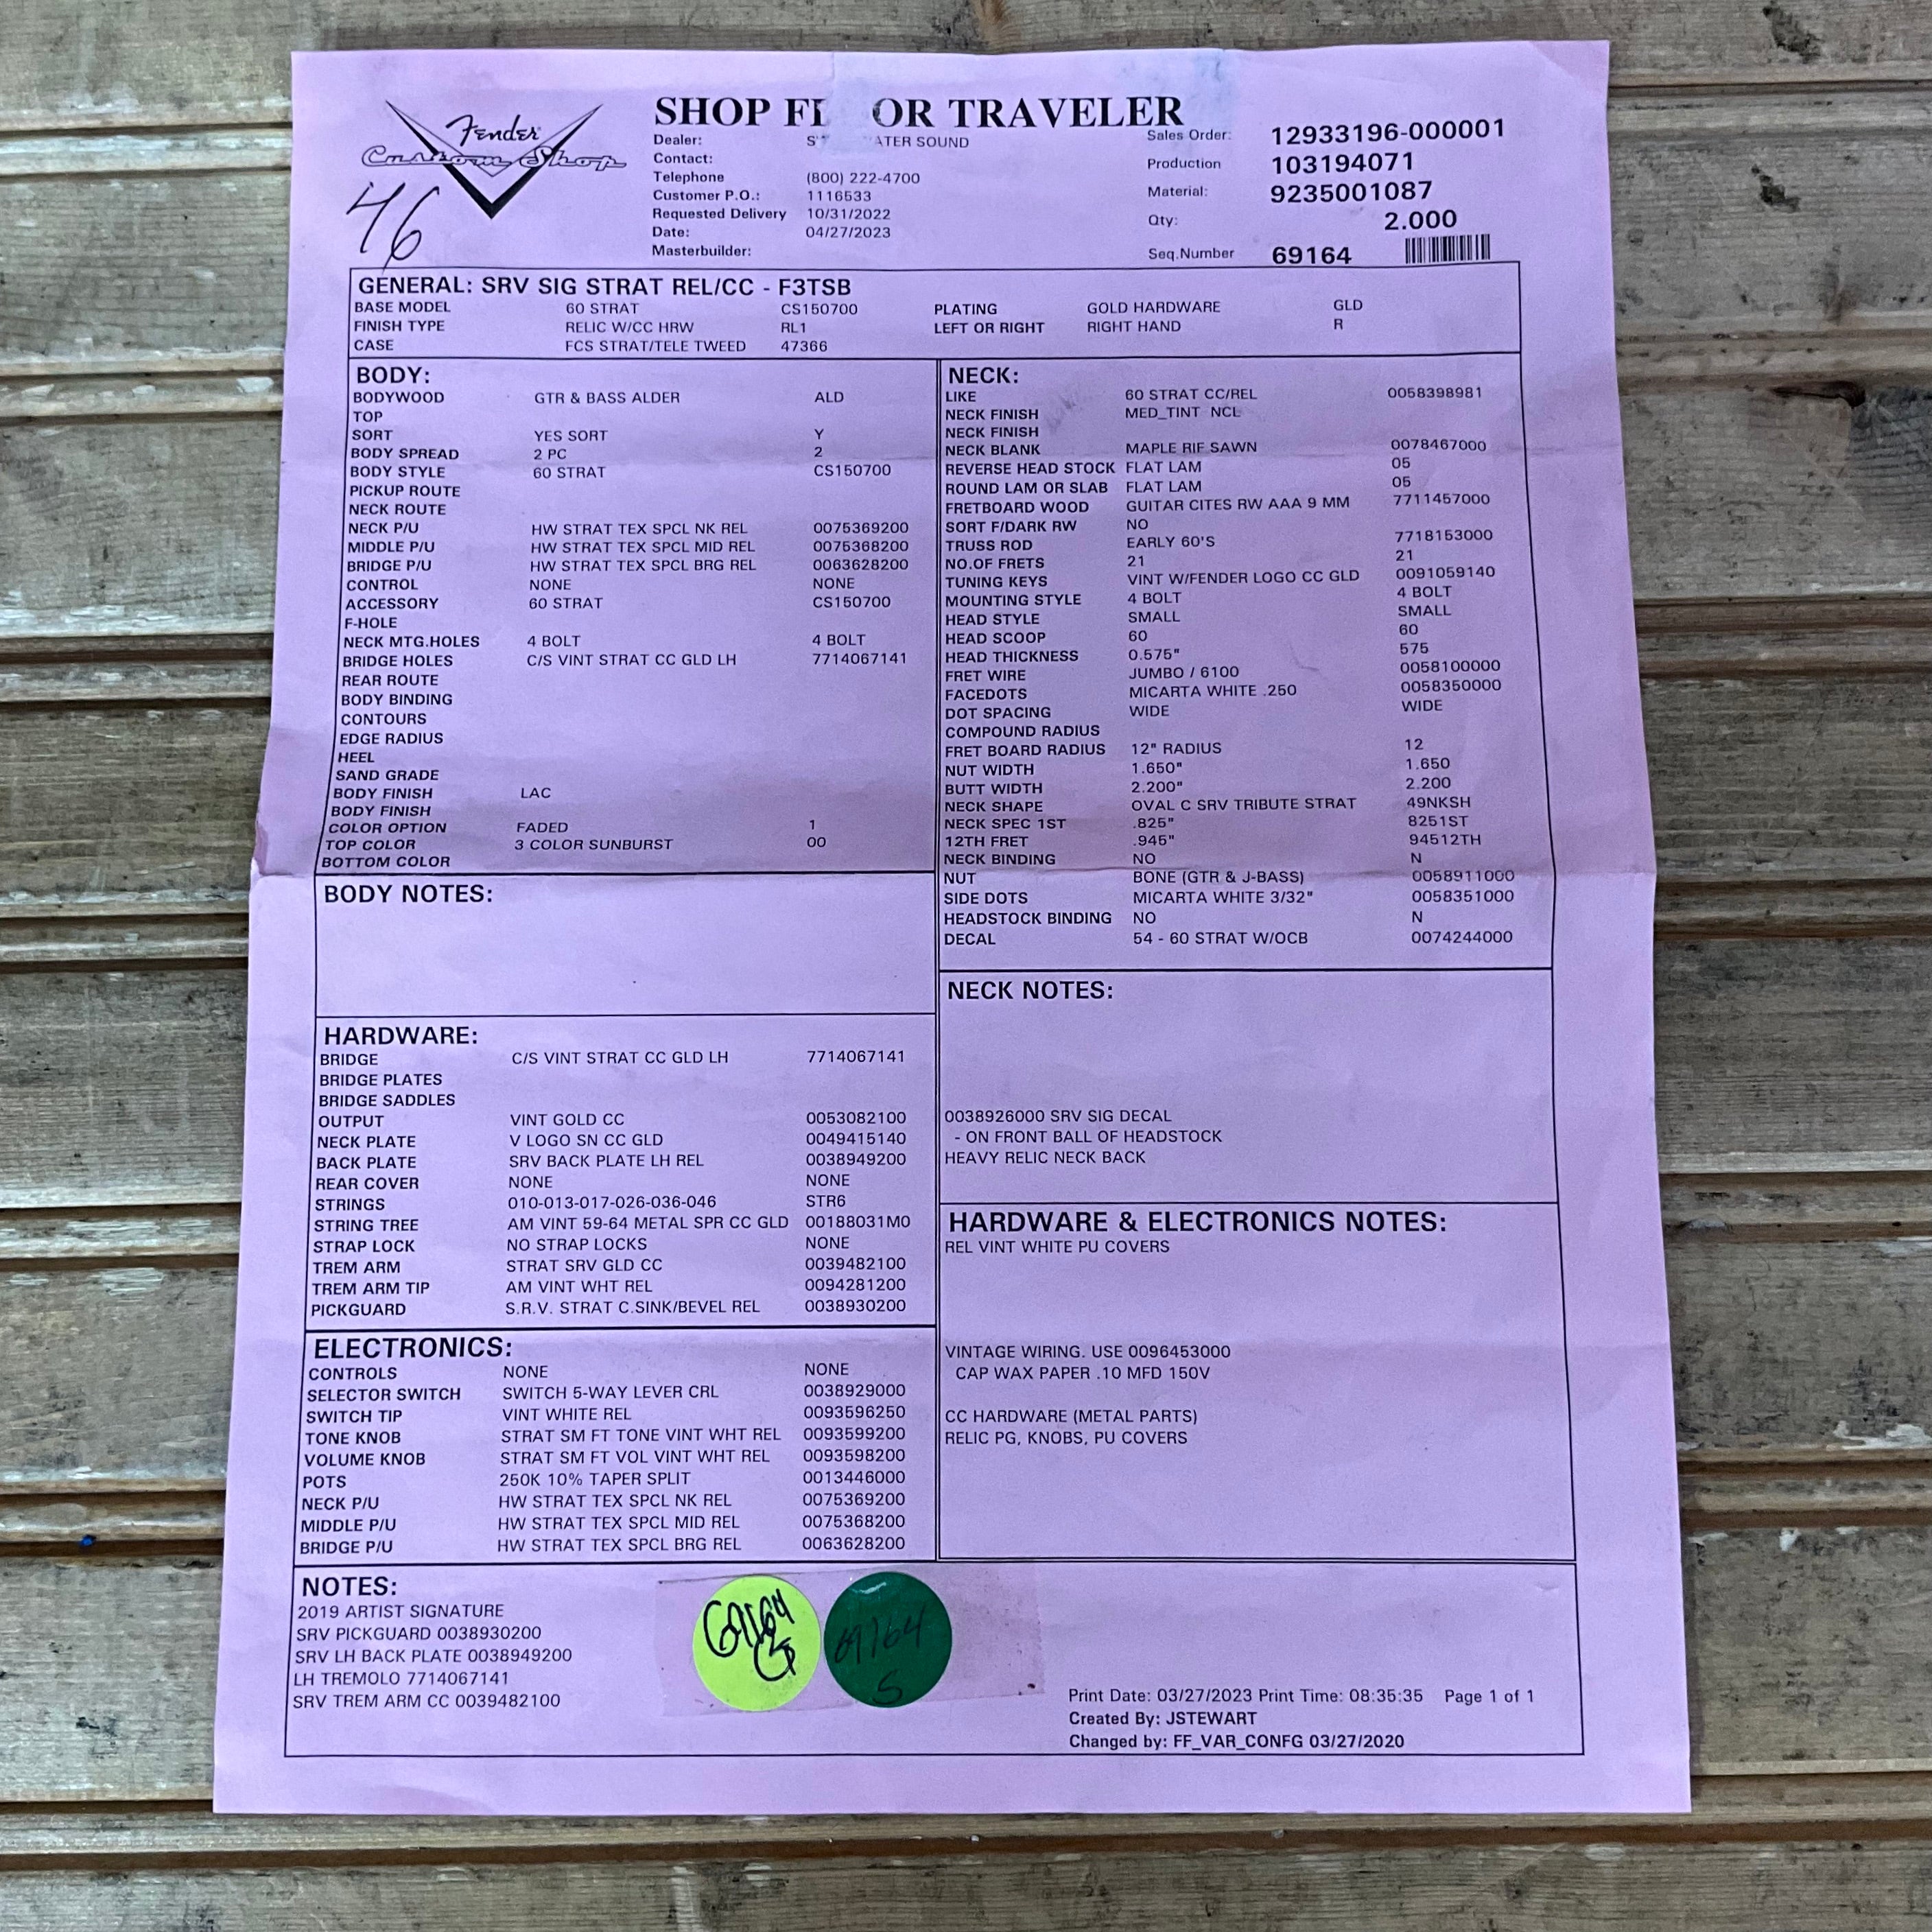 Fender
Custom Shop
46
SHOP FL OR TRAVELER
Dealer: ATER SOUND
Contact:
Telephone (800) 222-4700
Customer P.O.: 1116533
Requested Delivery 10/31/2022
Date: 04/27/2023
Masterbuilder:
Sales Order: 12933196-000001
Production 103194071
Material: 9235001087
Qty: 2.000
Seq.Number 69164
GENERAL: SRV SIG STRAT REL/CC - F3TSB
BASE MODEL 60 STRAT CS150700 PLATING GOLD HARDWARE GLD
FINISH TYPE RELIC W/CC HRW RL1 LEFT OR RIGHT RIGHT HAND R
CASE FCS STRAT/TELE TWEED 47366
BODY:
BODYWOOD GTR & BASS ALDER ALD
TOP
SORT YES SORT Y
BODY SPREAD 2 PC 2
BODY STYLE 60 STRAT CS150700
PICKUP ROUTE
NECK ROUTE
NECK P/U HW STRAT TEX SPCL NK REL 0075369200
MIDDLE P/U HW STRAT TEX SPCL MID REL 0075368200
BRIDGE P/U HW STRAT TEX SPCL BRG REL 0063628200
CONTROL NONE NONE
ACCESSORY 60 STRAT CS150700
F-HOLE
NECK MTG.HOLES 4 BOLT 4 BOLT
BRIDGE HOLES C/S VINT STRAT CC GLD LH 7714067141
REAR ROUTE
BODY BINDING
CONTOURS
EDGE RADIUS
HEEL
SAND GRADE
BODY FINISH LAC
BODY FINISH
COLOR OPTION FADED 1
TOP COLOR 3 COLOR SUNBURST 00
BOTTOM COLOR
BODY NOTES:
HARDWARE:
BRIDGE C/S VINT STRAT CC GLD LH 7714067141
BRIDGE PLATES
BRIDGE SADDLES
OUTPUT VINT GOLD CC 0053082100
NECK PLATE V LOGO SN CC GLD 0049415140
BACK PLATE SRV BACK PLATE LH REL 0038949200
REAR COVER NONE NONE
STRINGS 010-013-017-026-036-046 STR6
STRING TREE AM VINT 59-64 METAL SPR CC GLD 00188031M0
STRAP LOCK NO STRAP LOCKS NONE
TREM ARM STRAT SRV GLD CC 0039482100
TREM ARM TIP AM VINT WHT REL 0094281200
PICKGUARD S.R.V. STRAT C.SINK/BEVEL REL 0038930200
ELECTRONICS:
CONTROLS NONE NONE
SELECTOR SWITCH SWITCH 5-WAY LEVER CRL 0038929000
SWITCH TIP VINT WHITE REL 0093596250
TONE KNOB STRAT SM FT TONE VINT WHT REL 0093599200
VOLUME KNOB STRAT SM FT VOL VINT WHT REL 0093598200
POTS 250K 10% TAPER SPLIT 0013446000
NECK P/U HW STRAT TEX SPCL NK REL 0075369200
MIDDLE P/U HW STRAT TEX SPCL MID REL 0075368200
BRIDGE P/U HW STRAT TEX SPCL BRG REL 0063628200
NECK:
LIKE 60 STRAT CC/REL 0058398981
NECK FINISH MED_TINT NCL
NECK FINISH
NECK BLANK MAPLE RIF SAWN 0078467000
REVERSE HEAD STOCK FLAT LAM 05
ROUND LAM OR SLAB FLAT LAM 05
FRETBOARD WOOD GUITAR CITES RW AAA 9 MM 7711457000
SORT F/DARK RW NO
TRUSS ROD EARLY 60'S 7718153000
NO.OF FRETS 21 21
TUNING KEYS VINT W/FENDER LOGO CC GLD 0091059140
MOUNTING STYLE 4 BOLT 4 BOLT
HEAD STYLE SMALL SMALL
HEAD SCOOP 60 60
HEAD THICKNESS 0.575" 575
FRET WIRE JUMBO / 6100 0058100000
FACEDOTS MICARTA WHITE .250 0058350000
DOT SPACING WIDE WIDE
COMPOUND RADIUS
FRET BOARD RADIUS 12" RADIUS 12
NUT WIDTH 1.650" 1.650
BUTT WIDTH 2.200" 2.200
NECK SHAPE OVAL C SRV TRIBUTE STRAT 49NKSH
NECK SPEC 1ST .825" 8251ST
12TH FRET .945" 94512TH
NECK BINDING NO N
NUT BONE (GTR & J-BASS) 0058911000
SIDE DOTS MICARTA WHITE 3/32" 0058351000
HEADSTOCK BINDING NO N
DECAL 54 - 60 STRAT W/OCB 0074244000
NECK NOTES:
0038926000 SRV SIG DECAL
- ON FRONT BALL OF HEADSTOCK
HEAVY RELIC NECK BACK
HARDWARE & ELECTRONICS NOTES:
REL VINT WHITE PU COVERS
VINTAGE WIRING. USE 0096453000
CAP WAX PAPER .10 MFD 150V
CC HARDWARE (METAL PARTS)
RELIC PG, KNOBS, PU COVERS
NOTES:
2019 ARTIST SIGNATURE
SRV PICKGUARD 0038930200
SRV LH BACK PLATE 0038949200
LH TREMOLO 7714067141
SRV TREM ARM CC 0039482100
69164
69164
S
Print Date: 03/27/2023 Print Time: 08:35:35 Page 1 of 1
Created By: JSTEWART
Changed by: FF_VAR_CONFG 03/27/2020